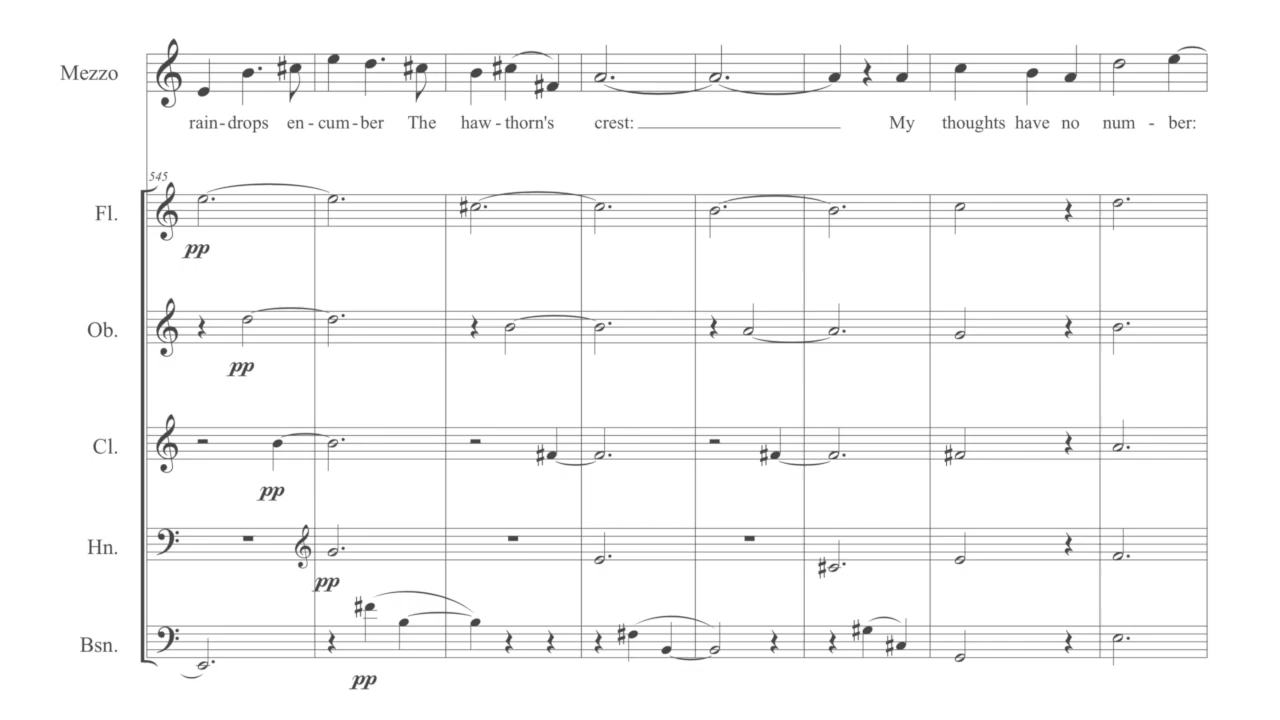 Mezzo
rain-drops en-cum-ber The haw-thorn's crest: My thoughts have no num - ber:
545
Fl.
pp
Ob.
pp
Cl.
pp
Hn.
pp
Bsn.
pp